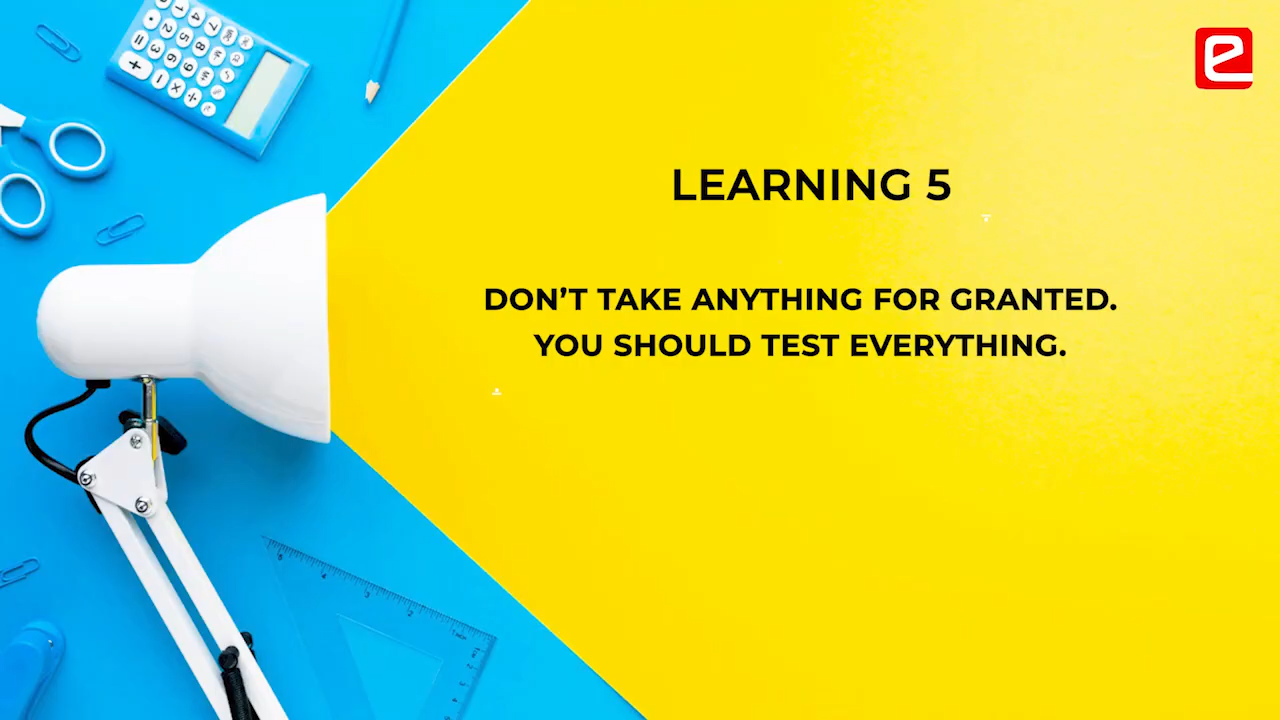 e
LEARNING 5
DON'T TAKE ANYTHING FOR GRANTED.
YOU SHOULD TEST EVERYTHING.